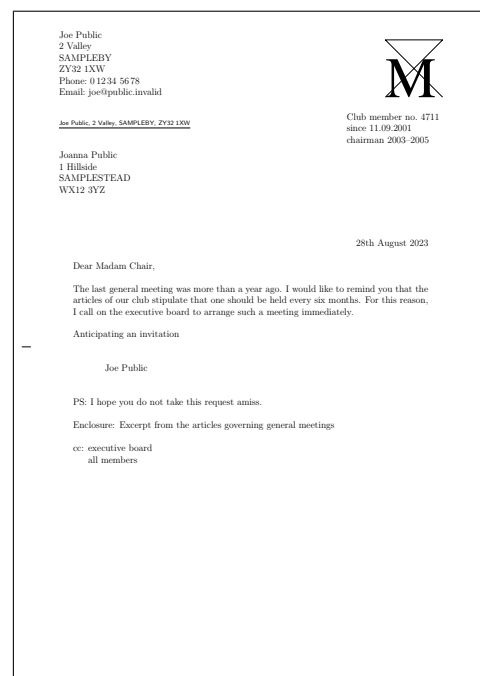 Joe Public
2 Valley
SAMPLEBY
ZY32 1XW
Phone: 0 12 34 56 78
Email: joe@public.invalid
M
Club member no. 4711
since 11.09.2001
chairman 2003–2005
Joe Public, 2 Valley, SAMPLEBY, ZY32 1XW
Joanna Public
1 Hillside
SAMPLESTEAD
WX12 3YZ
28th August 2023
Dear Madam Chair,
The last general meeting was more than a year ago. I would like to remind you that the
articles of our club stipulate that one should be held every six months. For this reason,
I call on the executive board to arrange such a meeting immediately.
Anticipating an invitation
Joe Public
PS: I hope you do not take this request amiss.
Enclosure: Excerpt from the articles governing general meetings
cc: executive board
all members